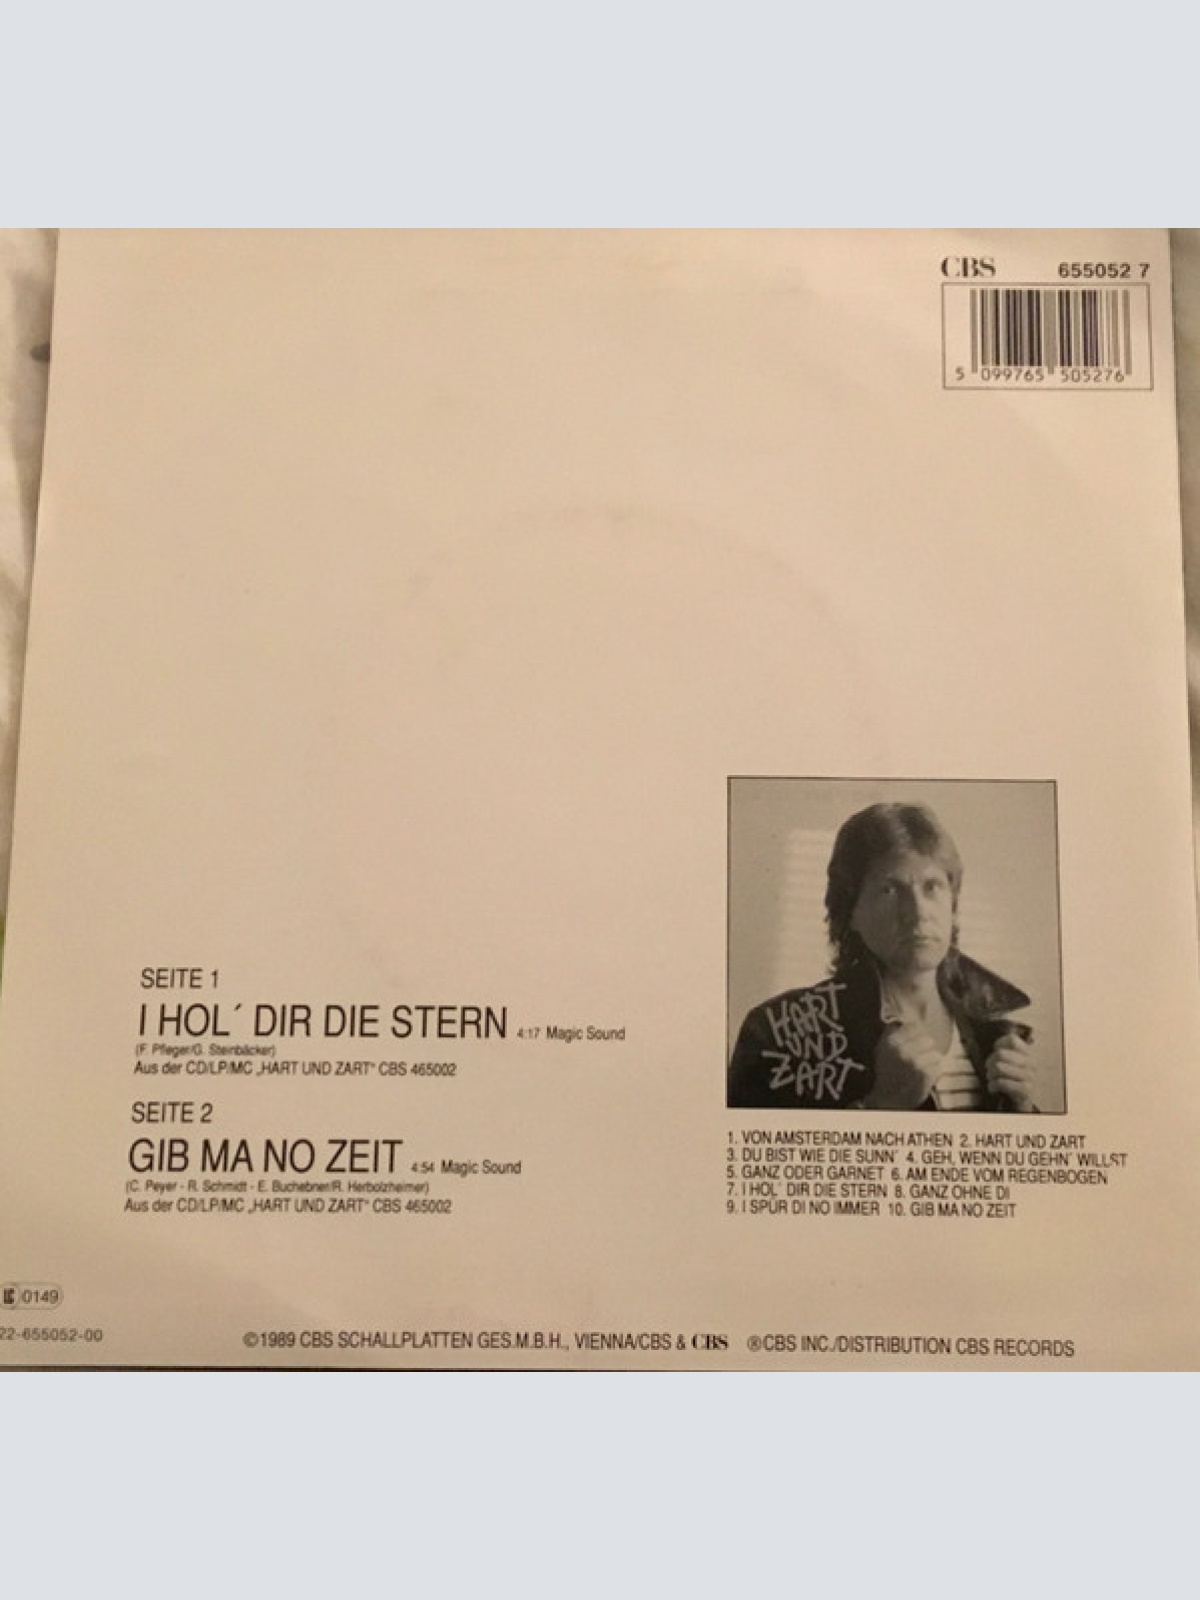 CBS 655052 7
5 099765 505276
HART
UND
ZART
SEITE 1
I HOL´ DIR DIE STERN 4:17 Magic Sound
(F. Pfleger/G. Steinbäcker)
Aus der CD/LP/MC „HART UND ZART" CBS 465002
SEITE 2
GIB MA NO ZEIT 4:54 Magic Sound
(C. Peyer - R. Schmidt - E. Buchebner/R. Herbolzheimer)
Aus der CD/LP/MC „HART UND ZART" CBS 465002
1. VON AMSTERDAM NACH ATHEN 2. HART UND ZART
3. DU BIST WIE DIE SUNN´ 4. GEH, WENN DU GEHN´ WILLST
5. GANZ ODER GARNET 6. AM ENDE VOM REGENBOGEN
7. I HOL´ DIR DIE STERN 8. GANZ OHNE DI
9. I SPÜR DI NO IMMER 10. GIB MA NO ZEIT
LC 0149
22-655052-00
©1989 CBS SCHALLPLATTEN GES.M.B.H., VIENNA/CBS & CBS ®CBS INC./DISTRIBUTION CBS RECORDS